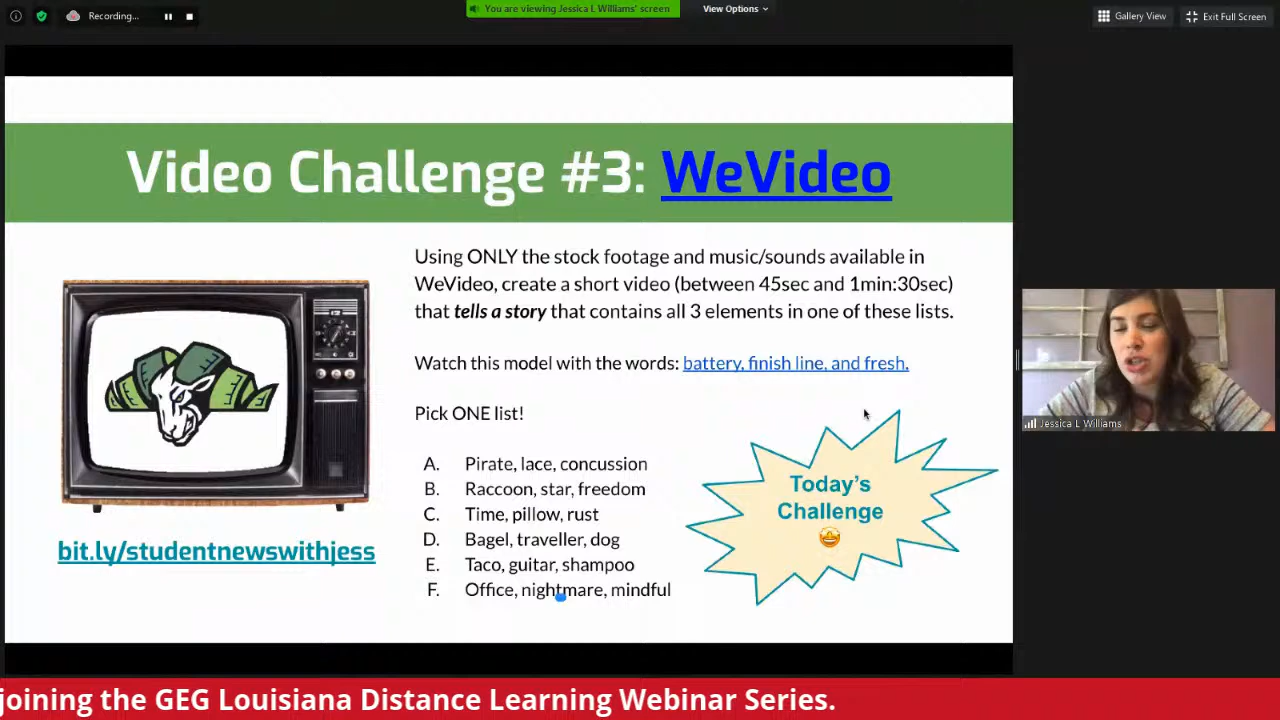 Recording...
You are viewing Jessica L Williams' screen
View Options
Gallery View
Exit Full Screen
Video Challenge #3: WeVideo
Using ONLY the stock footage and music/sounds available in
WeVideo, create a short video (between 45sec and 1min:30sec)
that tells a story that contains all 3 elements in one of these lists.
Watch this model with the words: battery, finish line, and fresh.
Pick ONE list!
A. Pirate, lace, concussion
B. Raccoon, star, freedom
C. Time, pillow, rust
D. Bagel, traveller, dog
E. Taco, guitar, shampoo
F. Office, nightmare, mindful
Today's
Challenge
bit.ly/studentnewswithjess
Jessica L Williams
joining the GEG Louisiana Distance Learning Webinar Series.